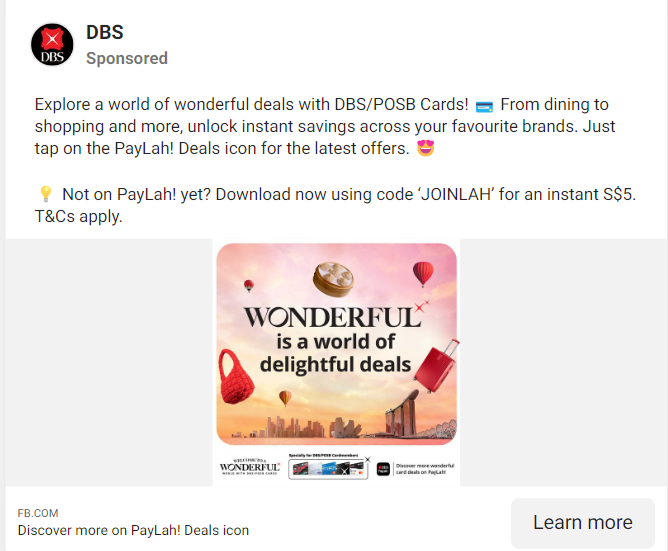 DBS
DBS
Sponsored
Explore a world of wonderful deals with DBS/POSB Cards! 💳 From dining to
shopping and more, unlock instant savings across your favourite brands. Just
tap on the PayLah! Deals icon for the latest offers. 😍
💡 Not on PayLah! yet? Download now using code ‘JOINLAH’ for an instant S$5.
T&Cs apply.
WONDERFUL
is a world of
delightful deals
WELCOME TO A
WONDERFUL
WORLD WITH DBS/POSB CARDS
Specially for DBS/POSB Cardmembers
DBS
PayLah!
Discover more wonderful
card deals on PayLah!
FB.COM
Discover more on PayLah! Deals icon
Learn more